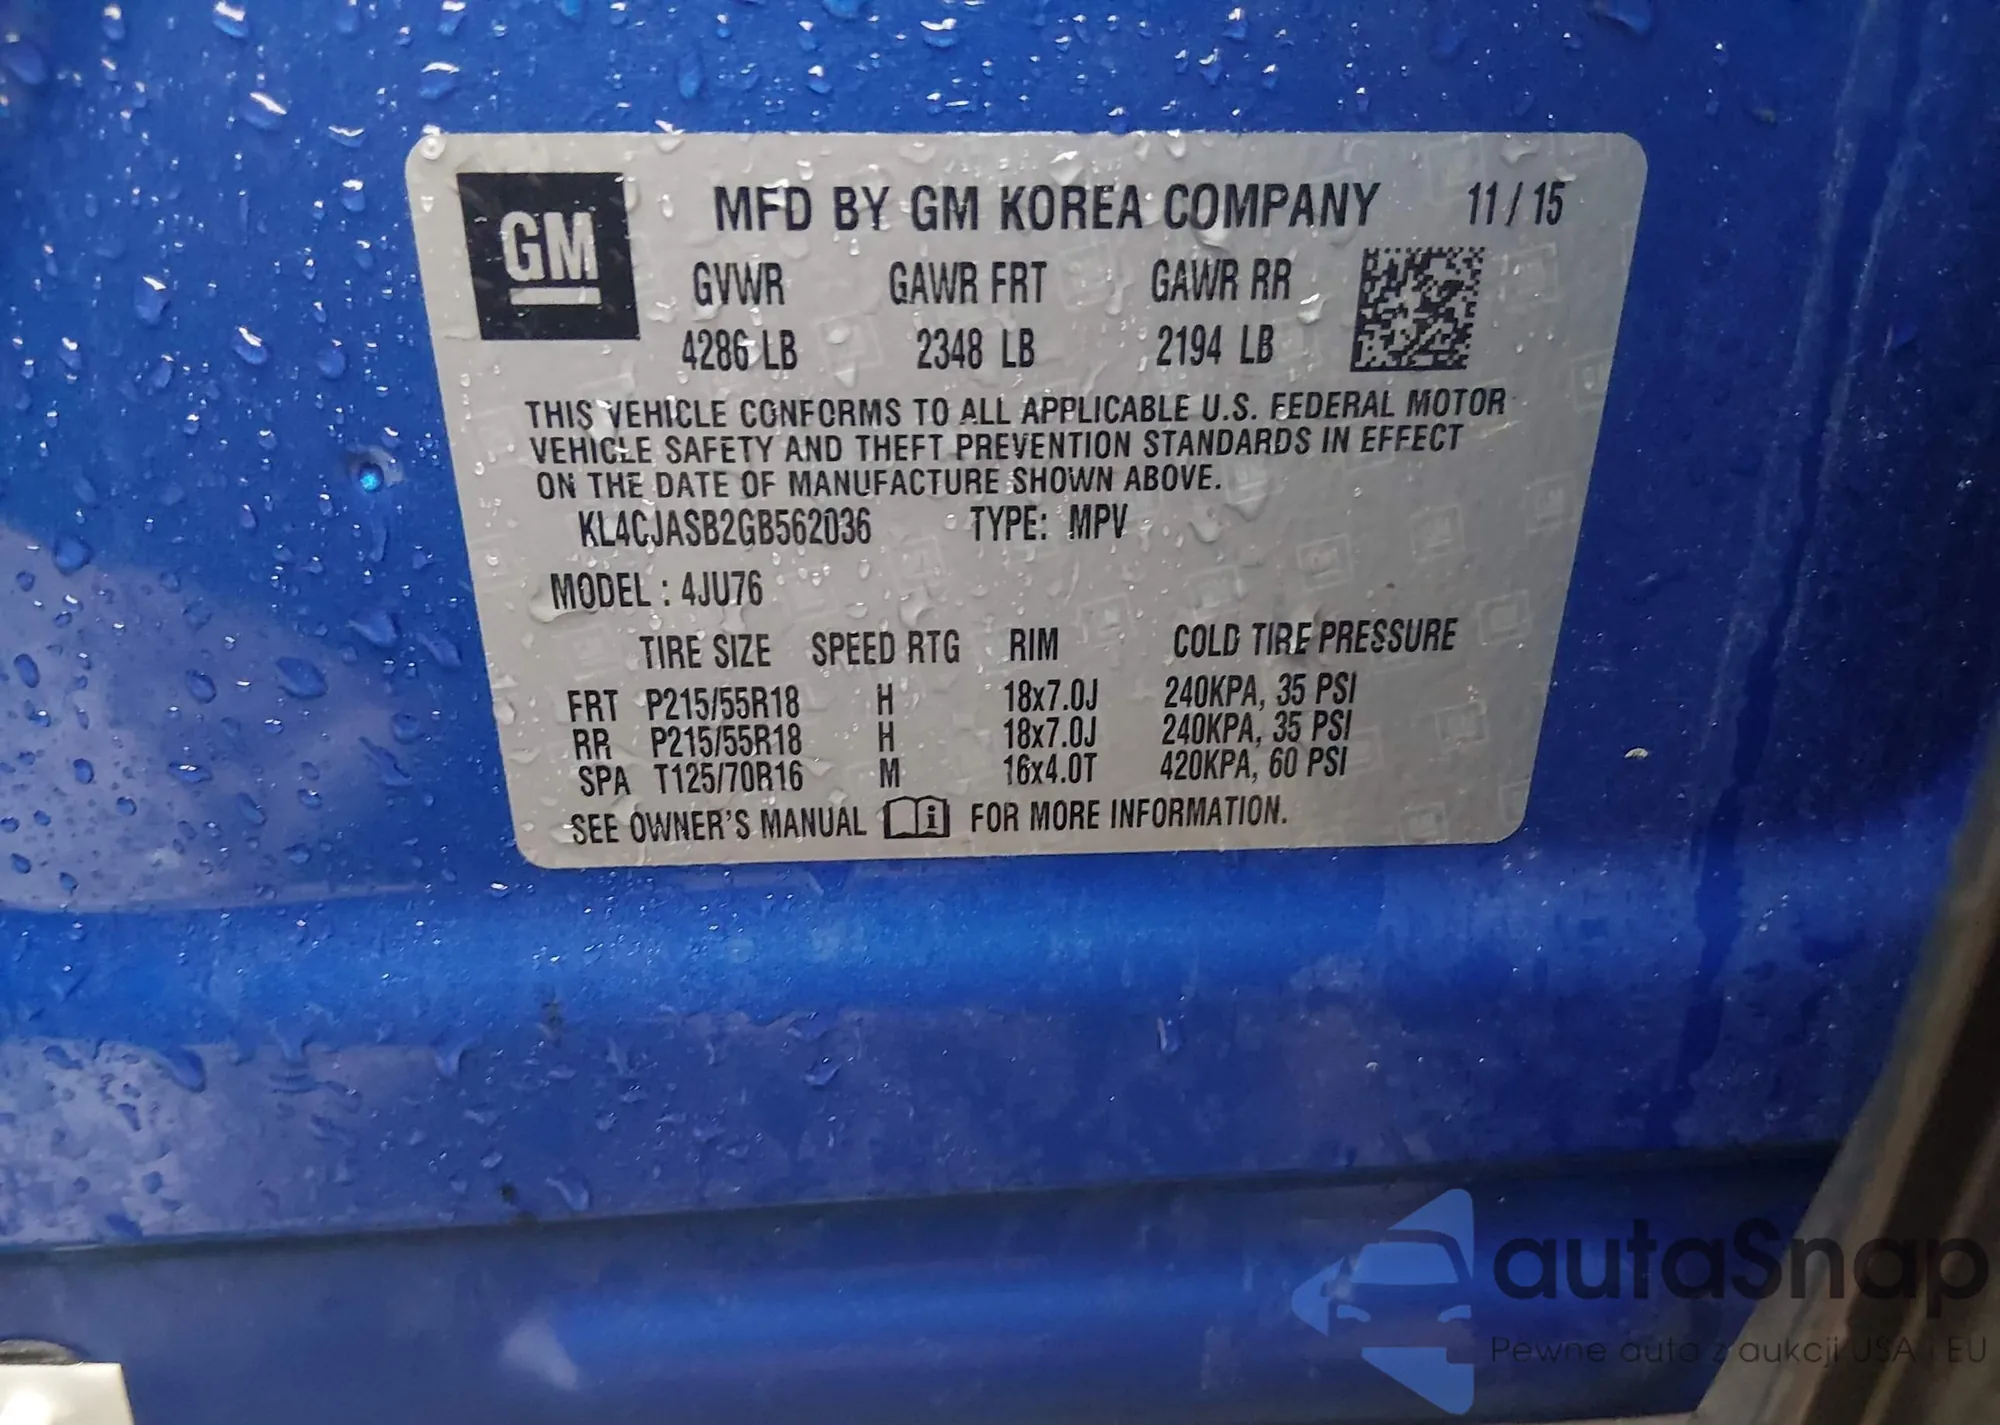 GM
MFD BY GM KOREA COMPANY 11 / 15
GVWR GAWR FRT GAWR RR
4286 LB 2348 LB 2194 LB
THIS VEHICLE CONFORMS TO ALL APPLICABLE U.S. FEDERAL MOTOR
VEHICLE SAFETY AND THEFT PREVENTION STANDARDS IN EFFECT
ON THE DATE OF MANUFACTURE SHOWN ABOVE.
KL4CJASB2GB562036 TYPE: MPV
MODEL : 4JU76
TIRE SIZE SPEED RTG RIM COLD TIRE PRESSURE
FRT P215/55R18 H 18x7.0J 240KPA, 35 PSI
RR P215/55R18 H 18x7.0J 240KPA, 35 PSI
SPA T125/70R16 M 16x4.0T 420KPA, 60 PSI
SEE OWNER'S MANUAL i FOR MORE INFORMATION.
autaSnap
Pewne auta z aukcji USA i EU